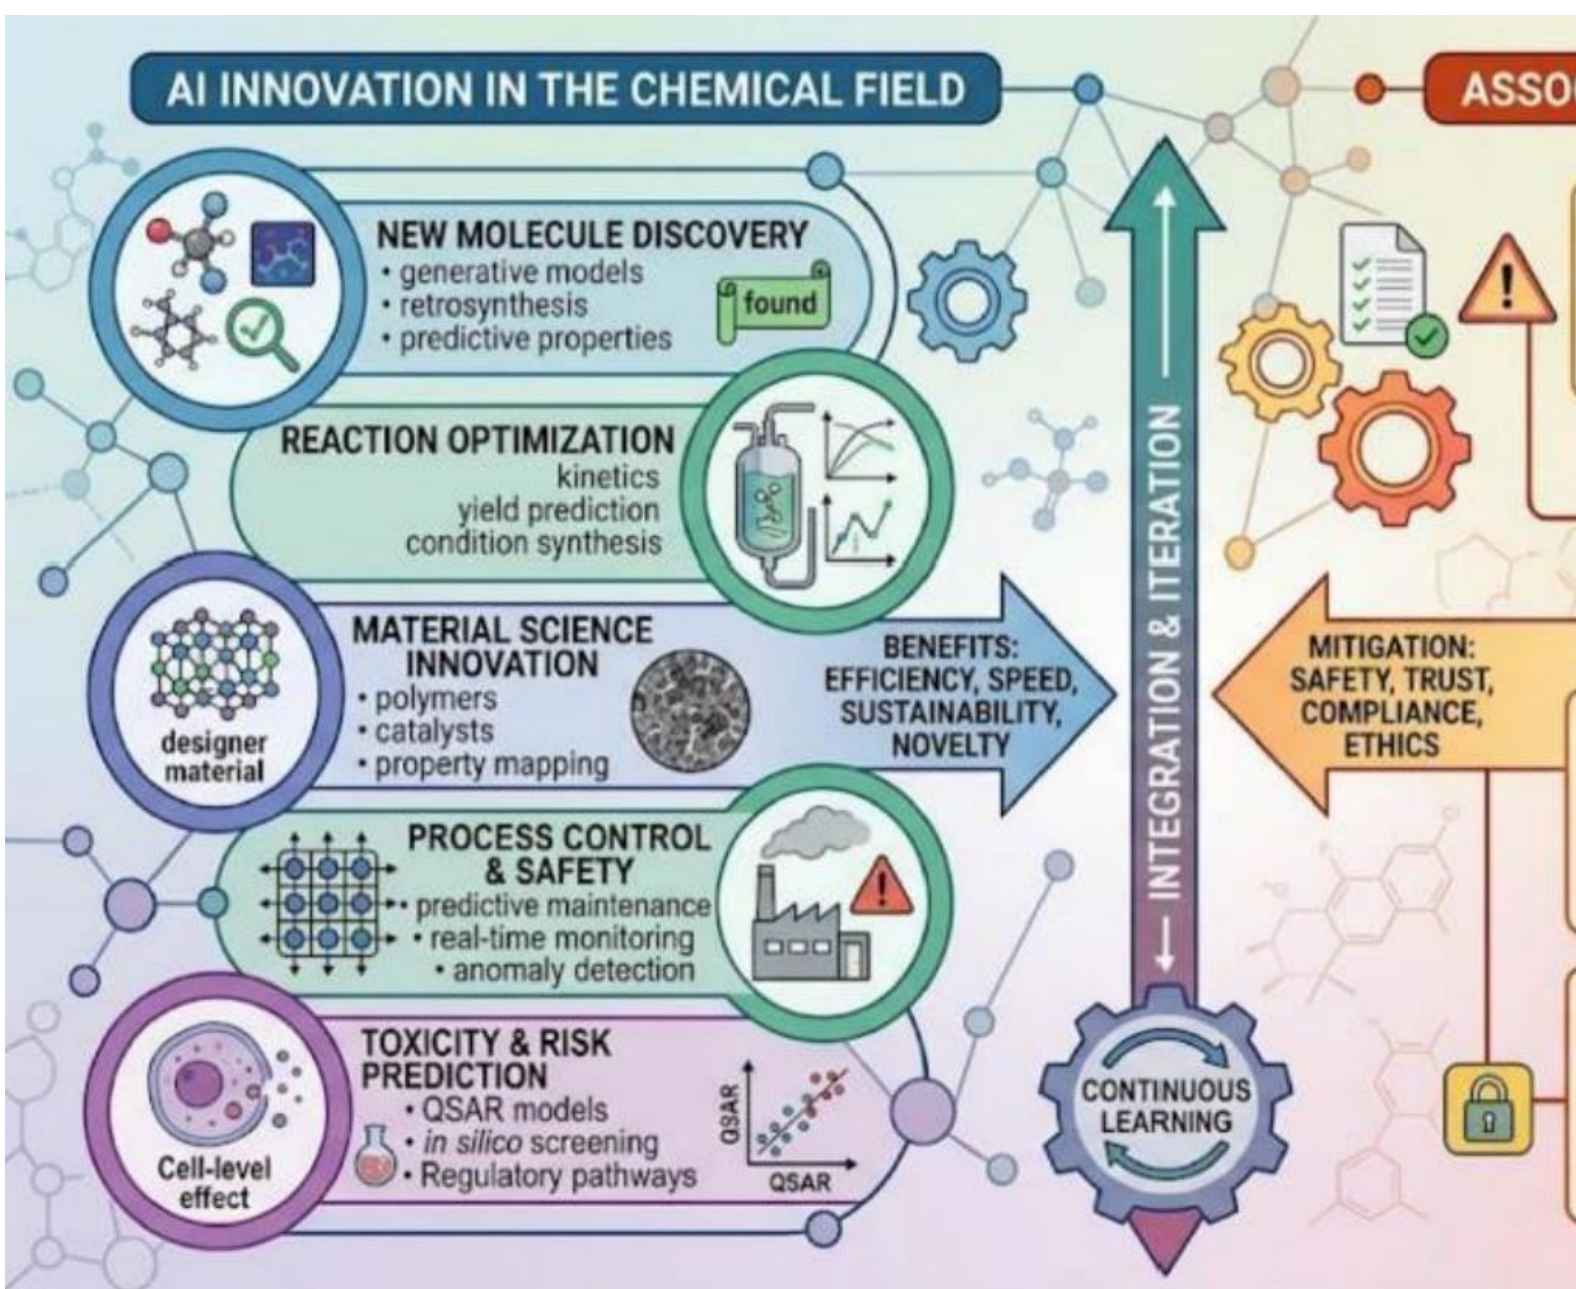 AI INNOVATION IN THE CHEMICAL FIELD
ASSO
NEW MOLECULE DISCOVERY
• generative models
• retrosynthesis
• predictive properties
found
REACTION OPTIMIZATION
kinetics
yield prediction
condition synthesis
MATERIAL SCIENCE
INNOVATION
• polymers
• catalysts
• property mapping
designer
material
BENEFITS:
EFFICIENCY, SPEED,
SUSTAINABILITY,
NOVELTY
INTEGRATION & ITERATION
MITIGATION:
SAFETY, TRUST,
COMPLIANCE,
ETHICS
PROCESS CONTROL
& SAFETY
• predictive maintenance
• real-time monitoring
• anomaly detection
TOXICITY & RISK
PREDICTION
• QSAR models
• in silico screening
• Regulatory pathways
Cell-level
effect
QSAR
QSAR
CONTINUOUS
LEARNING